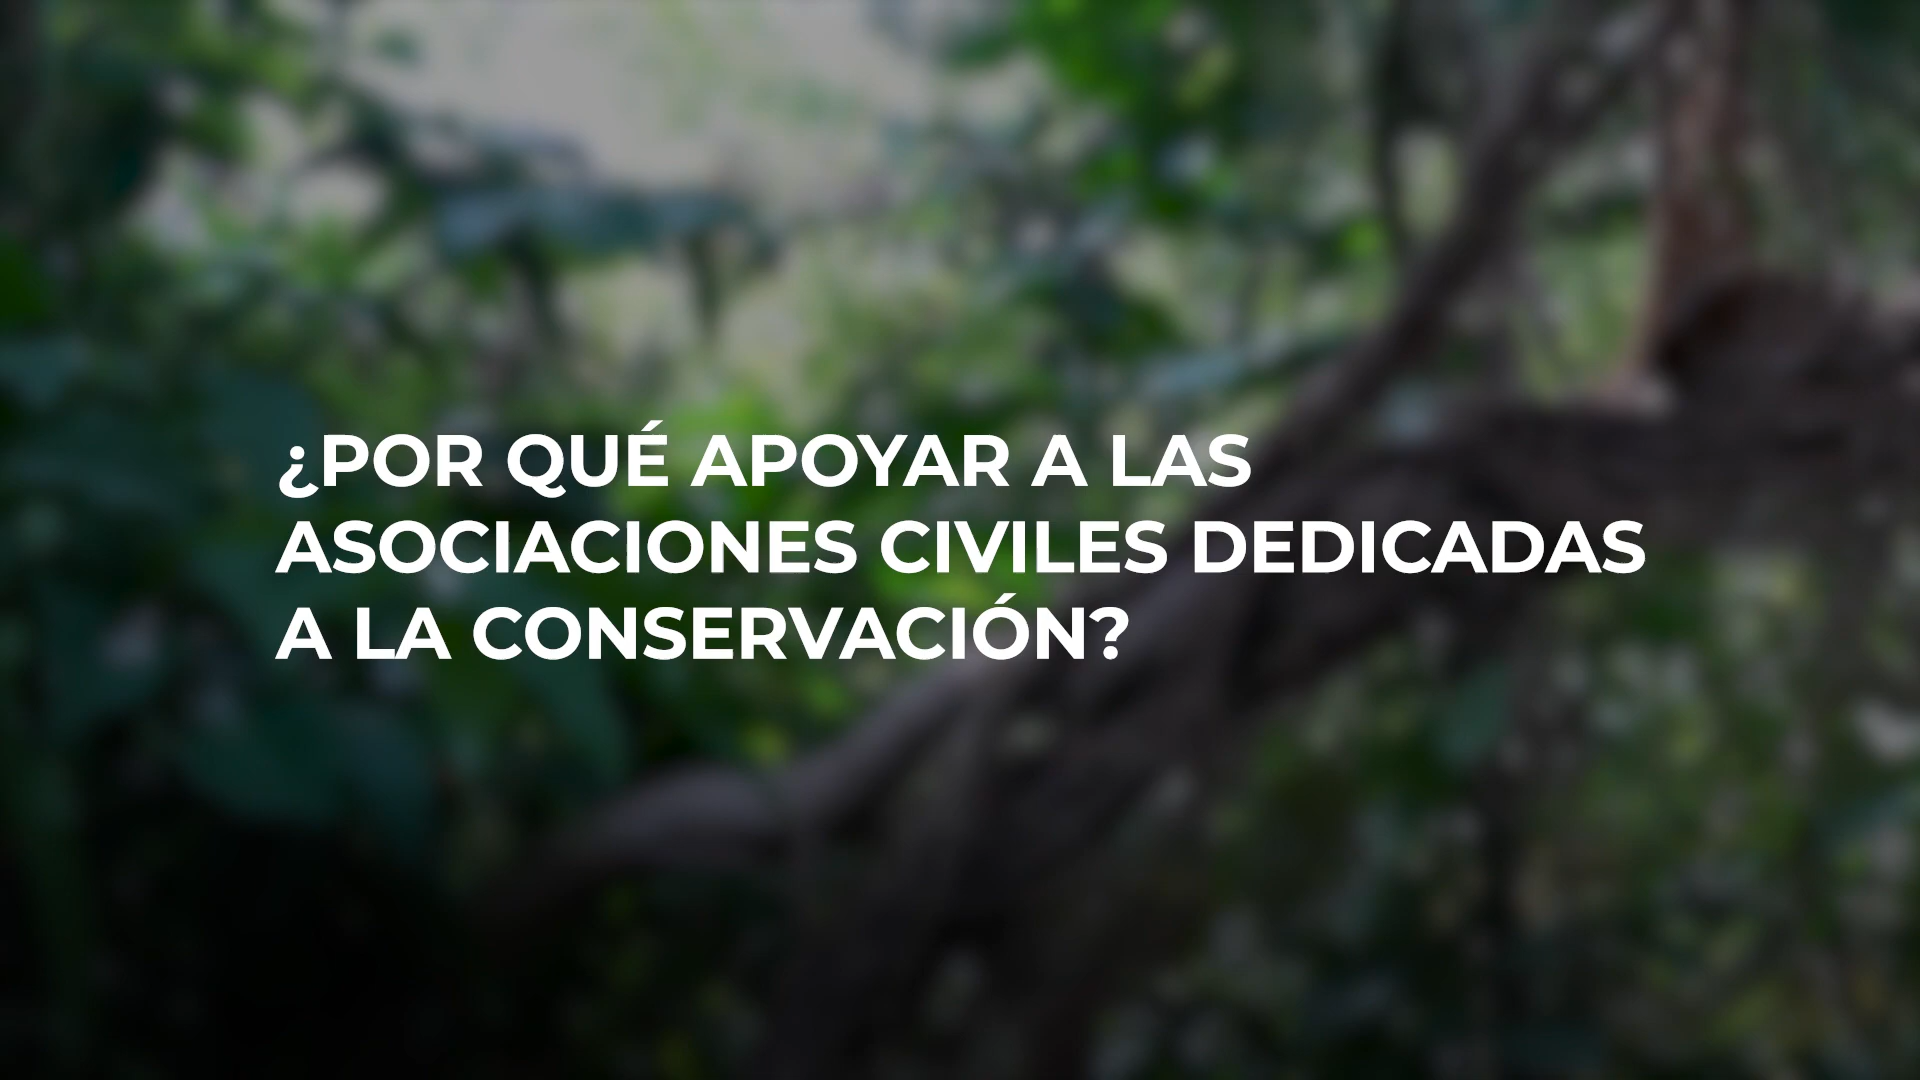 ¿POR QUÉ APOYAR A LAS
ASOCIACIONES CIVILES DEDICADAS
A LA CONSERVACIÓN?